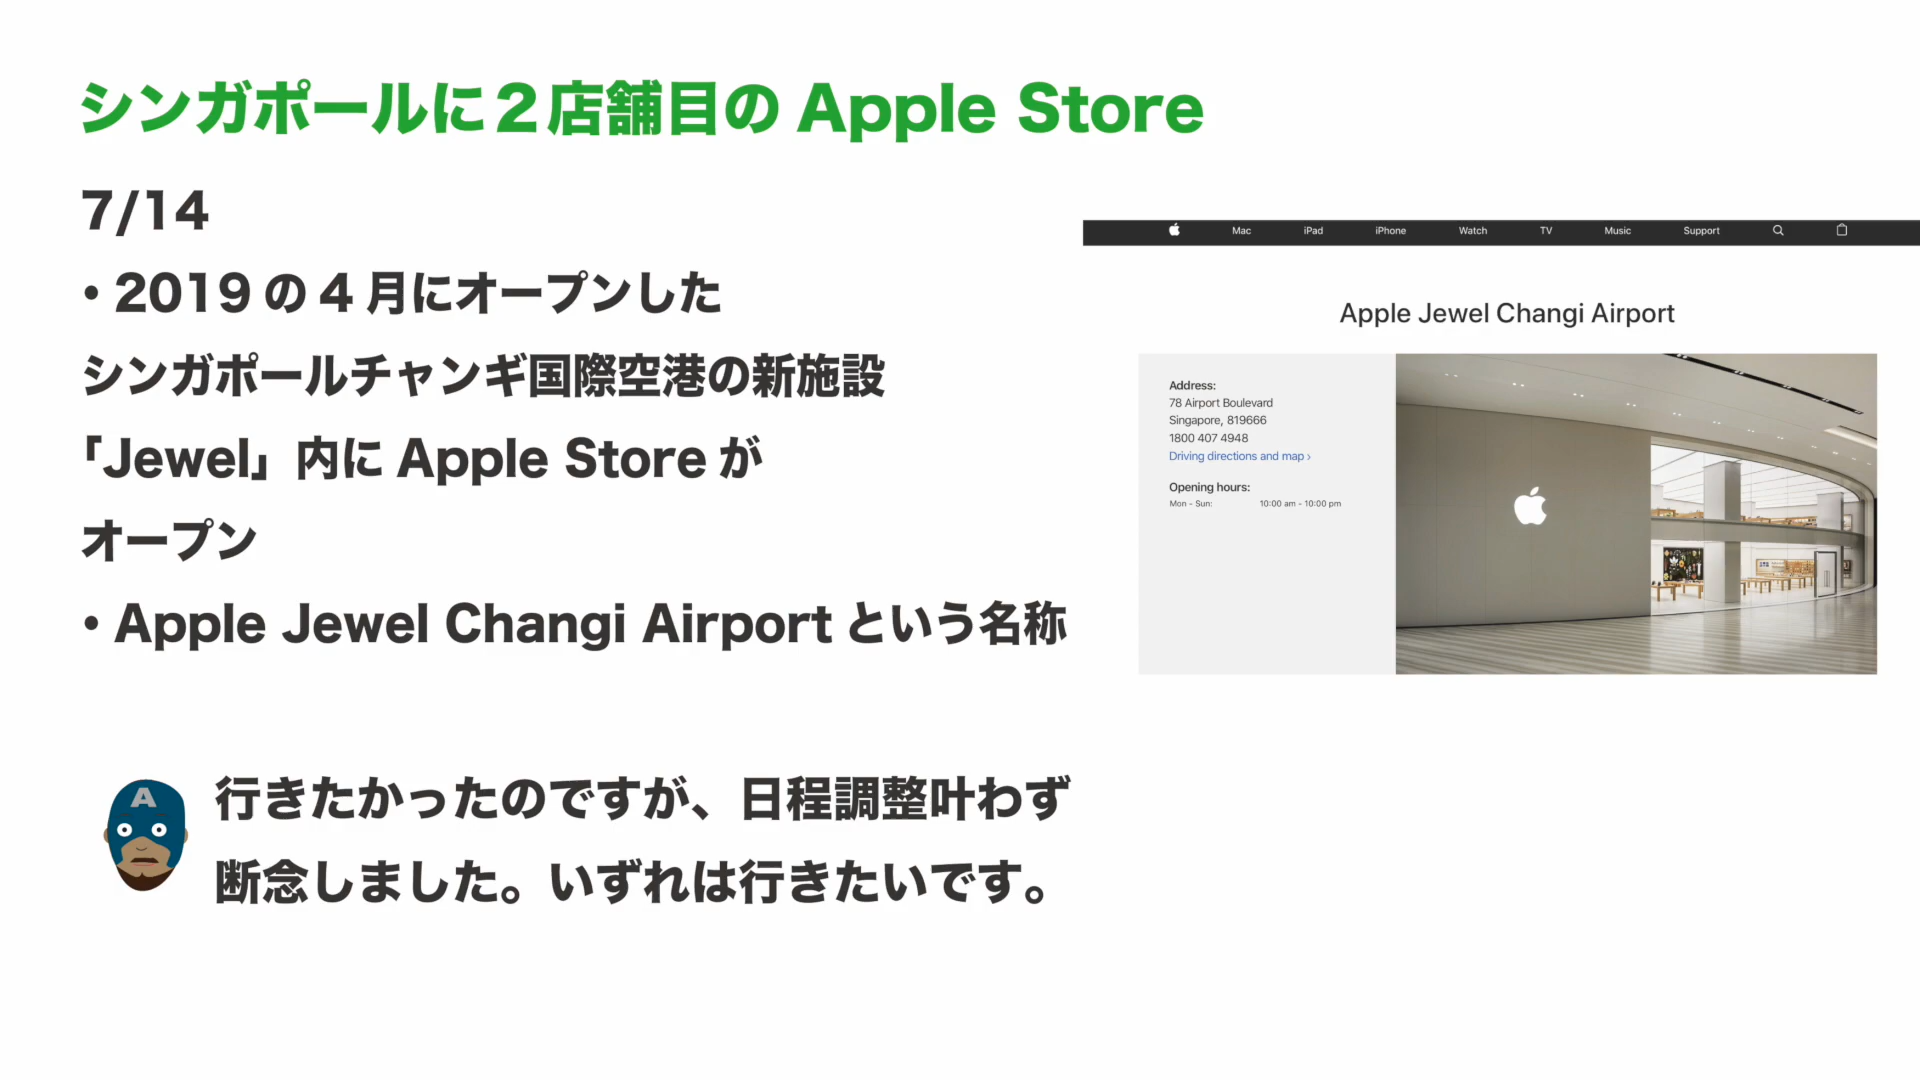 シンガポールに２店舗目の Apple Store
7/14
• 2019 の 4 月にオープンした
シンガポールチャンギ国際空港の新施設
「Jewel」内に Apple Store が
オープン
• Apple Jewel Changi Airport という名称
A
行きたかったのですが、日程調整叶わず
断念しました。いずれは行きたいです。
Mac iPad iPhone Watch TV Music Support
Apple Jewel Changi Airport
Address:
78 Airport Boulevard
Singapore, 819666
1800 407 4948
Driving directions and map ›
Opening hours:
Mon - Sun: 10:00 am - 10:00 pm